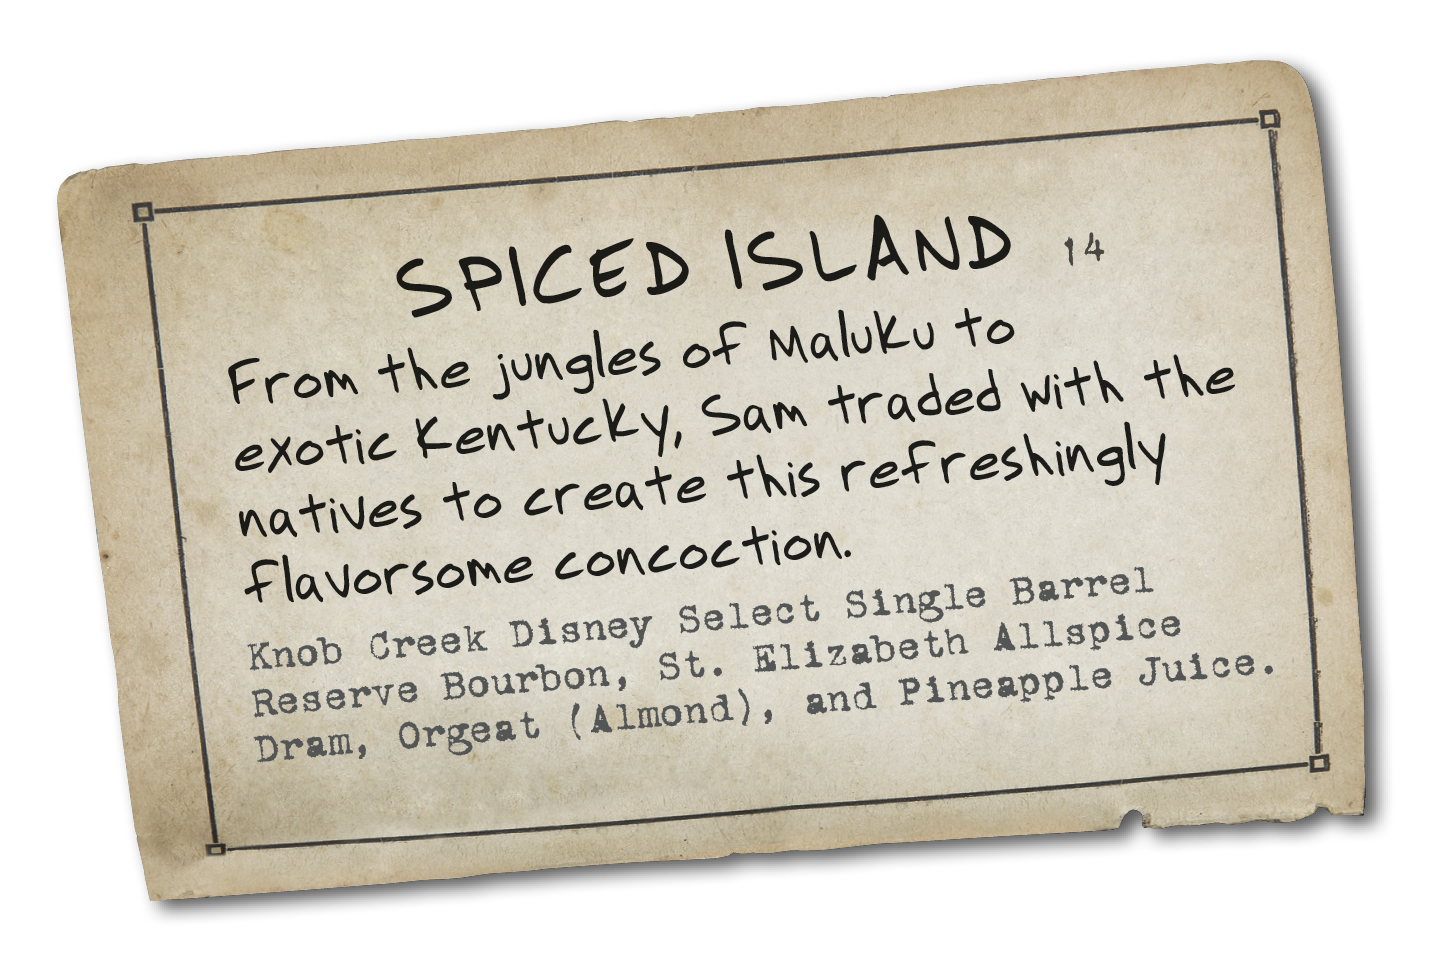 SPICED ISLAND 14
From the jungles of Maluku to
exotic Kentucky, Sam traded with the
natives to create this refreshingly
flavorsome concoction.
Knob Creek Disney Select Single Barrel
Reserve Bourbon, St. Elizabeth Allspice
Dram, Orgeat (Almond), and Pineapple Juice.